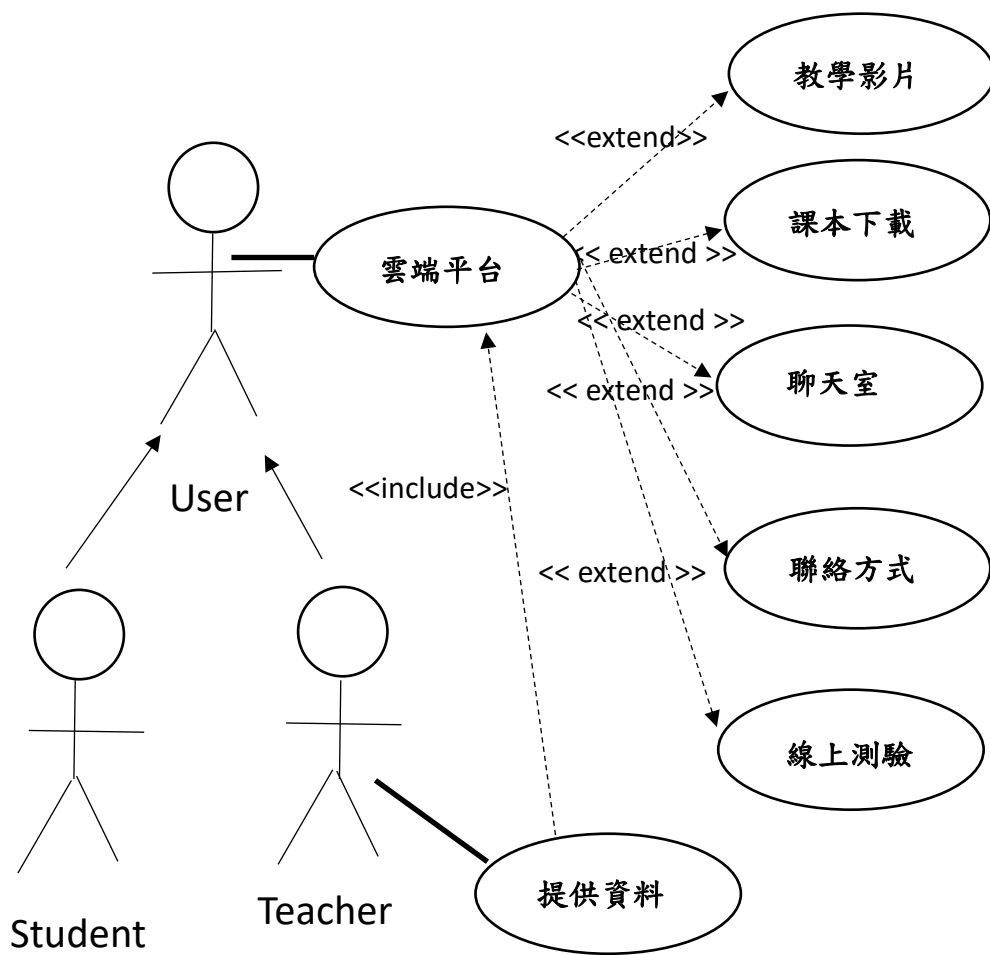 教學影片
<<extend>>
課本下載
<< extend >>
雲端平台
<< extend >>
聊天室
<< extend >>
User
<<include>>
聯絡方式
<< extend >>
線上測驗
提供資料
Teacher
Student